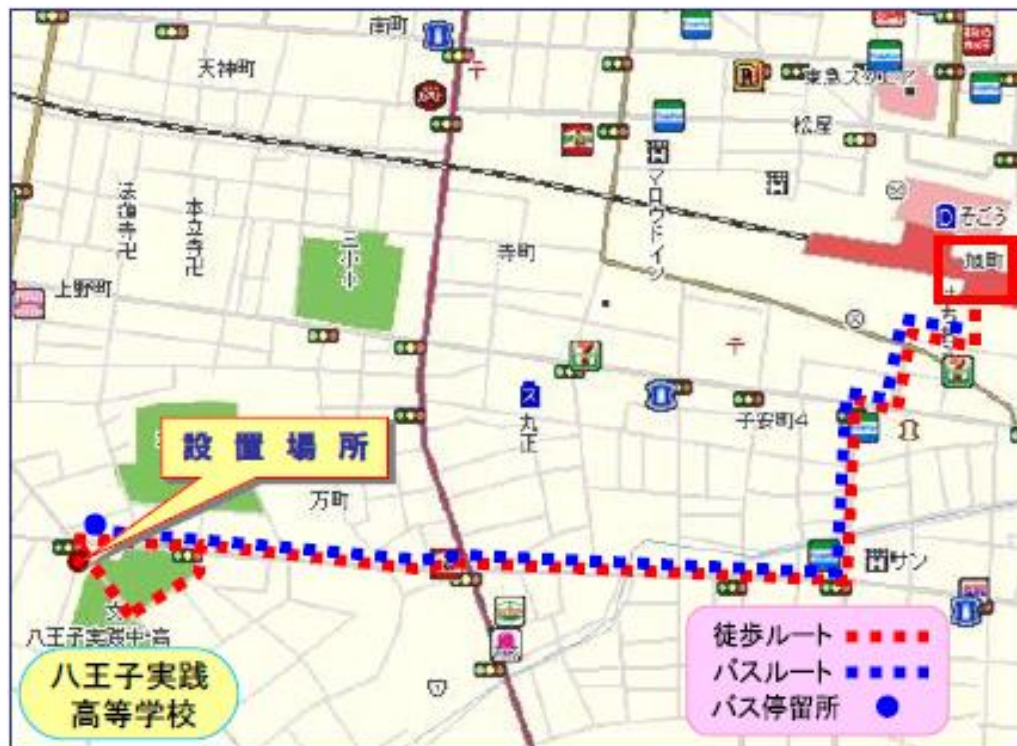 南町
天神町
東急スクエア
松屋
マロウドイン
そごう
旭町
法蓮寺
本立寺
寺町
上野町
丸正
子安町4
設置場所
万町
サン
文
八王子実践中・高
八王子実践
高等学校
徒歩ルート
バスルート
バス停留所